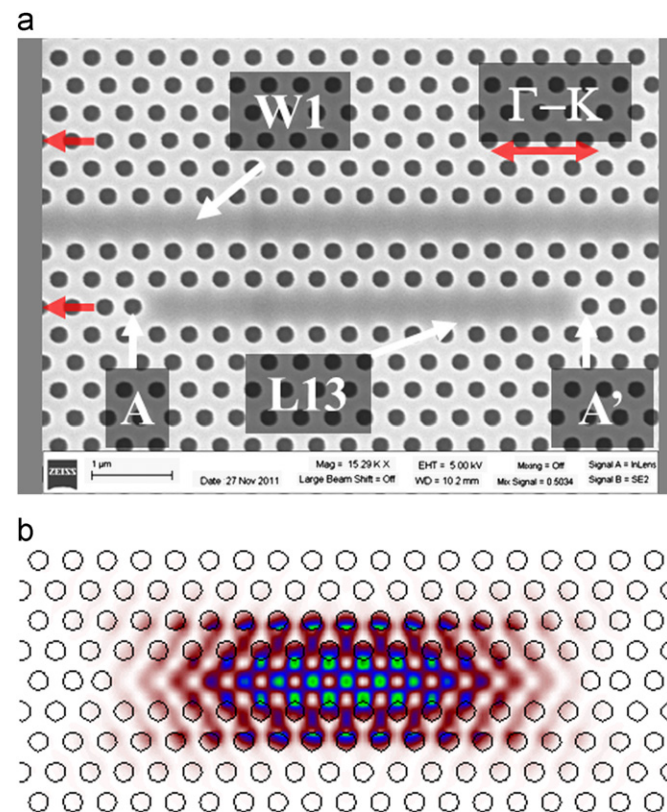 a
W1
Γ–K
A
L13
A’
ZEISS
1 µm
Mag = 15.29 K X
EHT = 5.00 kV
Mixing = Off
Signal A = InLens
Date 27 Nov 2011
Large Beam Shift = Off
WD = 10.2 mm
Mix Signal = 0.5034
Signal B = SE2
b